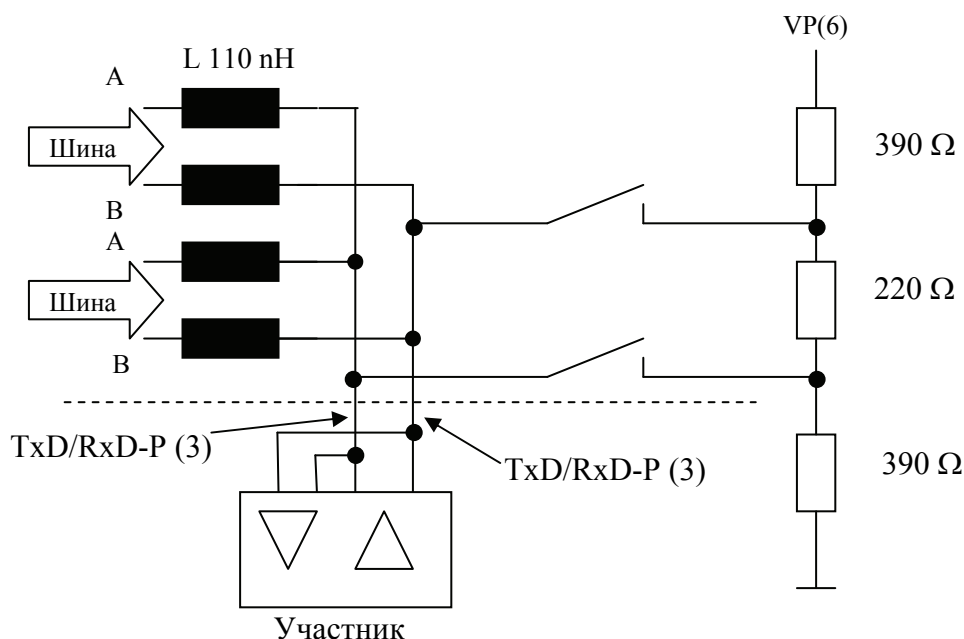 VP(6)
L 110 nH
A
Шина
390 Ω
B
A
Шина
220 Ω
B
TxD/RxD-P (3)
TxD/RxD-P (3)
390 Ω
Участник